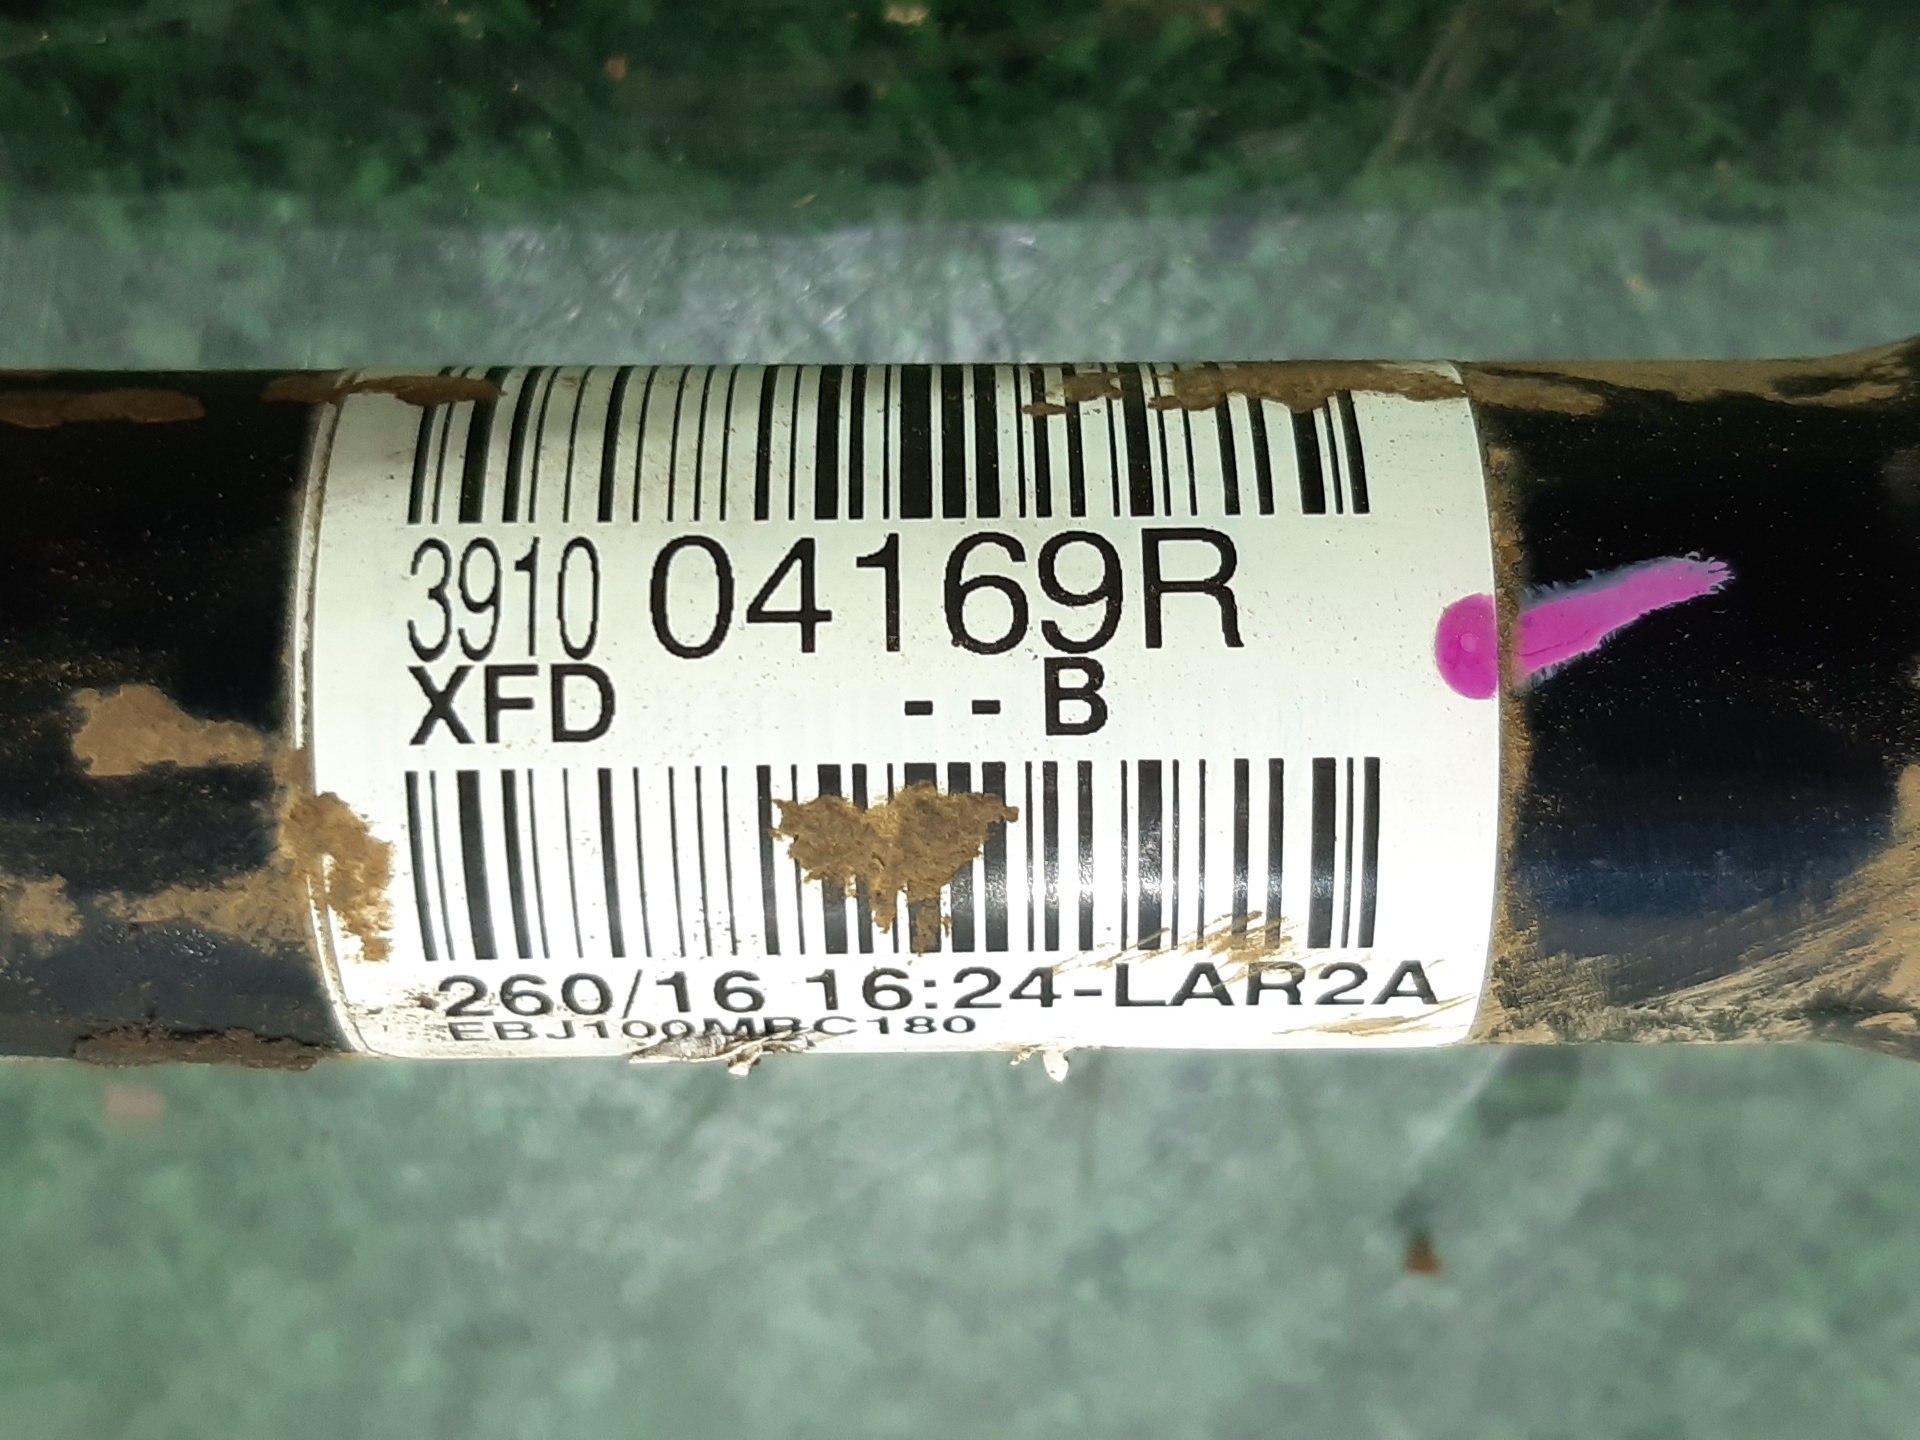 3910 04169R
XFD --B
260/16 16:24-LAR2A
EBJ100MBC180